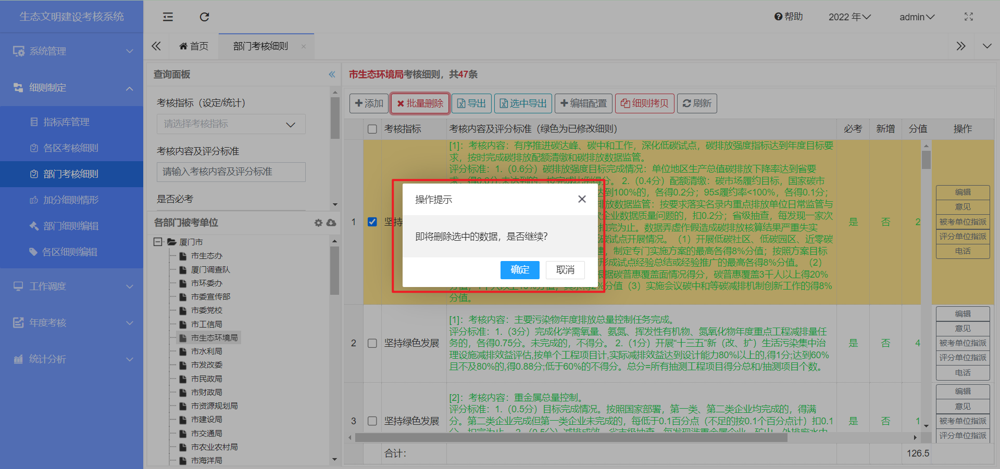 生态文明建设考核系统
帮助
2022 年
admin
系统管理
细则制定
指标库管理
各区考核细则
部门考核细则
加分细则情形
部门细则编辑
各区细则编辑
工作调度
年度考核
统计分析
首页
部门考核细则
查询面板
考核指标（设定/统计）
请选择考核指标
考核内容及评分标准
请输入考核内容及评分标准
是否必考
各部门被考单位
厦门市
市生态办
厦门调查队
市环委办
市委宣传部
市委党校
市工信局
市生态环境局
市水利局
市发改委
市民政局
市财政局
市资源规划局
市建设局
市交通局
市农业农村局
市海洋局
市生态环境局考核细则，共47条
添加
批量删除
导出
选中导出
编辑配置
细则拷贝
刷新
考核指标
考核内容及评分标准（绿色为已修改细则）
必考
新增
分值
操作
1
坚持
[1]：考核内容：有序推进碳达峰、碳中和工作，深化低碳试点，碳排放强度指标达到年度目标要
求，按时完成碳排放配额清缴和碳排放数据监管。
评分标准：1.（0.6分）碳排放强度目标完成情况：单位地区生产总值碳排放下降率达到省要
求，得0.6分,未达到的，按完成比例得分。 2.（0.4分）配额清缴：碳市场履约目标，国家碳市
达到100%的，各得0.2分；95≤履约率<100%，各得0.1分；
排放数据监管：按要求落实名录内重点排放单位日常监管与
企业数据质量问题的，扣0.2分；省级抽查，每发现一家次
扣完为止。数据弄虚作假造成碳排放核算结果严重失实
碳试点开展情况。（1）开展低碳社区、低碳园区、近零碳
，制定专门实施方案的最高各得8%分值；按照方案目标
形成试点经验总结或经验推广的最高各得8%分值。（2）
根据碳普惠覆盖面情况得分，碳普惠覆盖3千人以上得20%
%分值（3）实施会议碳中和等碳减排机制创新工作的得8%
分值。
是
否
2
编辑
意见
被考单位指派
评分单位指派
电话
操作提示
即将删除选中的数据，是否继续?
确定
取消
2
坚持绿色发展
[1]：考核内容：主要污染物年度排放总量控制任务完成。
评分标准：1.（3分）完成化学需氧量、氨氮、挥发性有机物、氮氧化物年度重点工程减排量任
务的，各得0.75分。未完成的，不得分。 2.（1分）开展“十三五”新（改、扩）生活污染集中治
理设施减排效益评估,按单个工程项目计,实际减排效益达到设计能力80%以上的,得1分;达到60%
且不及80%的,得0.88分;低于60%的不得分。总分=所有抽测工程项目得分总和/抽测项目个数。
是
否
4
编辑
意见
被考单位指派
评分单位指派
电话
3
坚持绿色发展
[2]：考核内容：重金属总量控制。
评分标准：1.（0.5分）目标完成情况。按照国家部署，第一类、第二类企业均完成的，得满
分。第二类企业完成但第一类企业未完成的，每低于0.1百分点（不足的按0.1个百分点计）扣0.1
是
否
1
编辑
意见
被考单位指派
评分单位指派
合计：
126.5